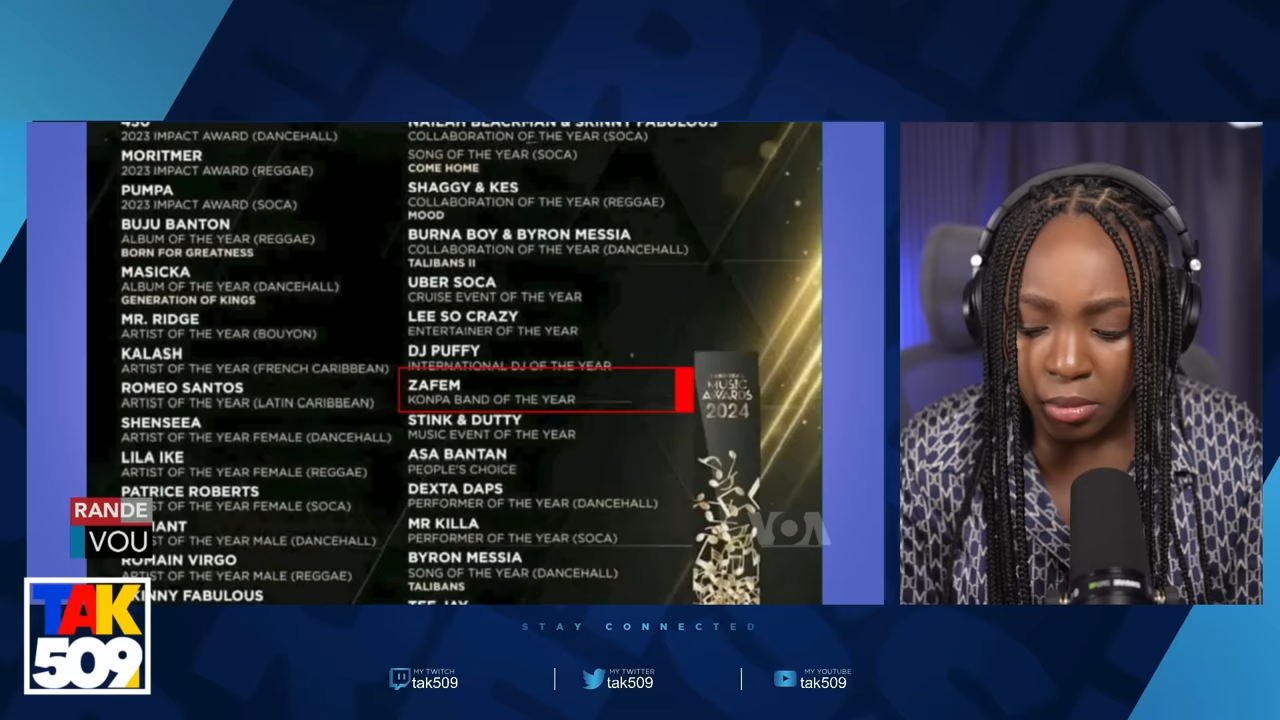 2023 IMPACT AWARD (DANCEHALL)
MORITMER
2023 IMPACT AWARD (REGGAE)
PUMPA
2023 IMPACT AWARD (SOCA)
BUJU BANTON
ALBUM OF THE YEAR (REGGAE)
BORN FOR GREATNESS
MASICKA
ALBUM OF THE YEAR (DANCEHALL)
GENERATION OF KINGS
MR. RIDGE
ARTIST OF THE YEAR (BOUYON)
KALASH
ARTIST OF THE YEAR (FRENCH CARIBBEAN)
ROMEO SANTOS
ARTIST OF THE YEAR (LATIN CARIBBEAN)
SHENSEEA
ARTIST OF THE YEAR FEMALE (DANCEHALL)
LILA IKE
ARTIST OF THE YEAR FEMALE (REGGAE)
PATRICE ROBERTS
OF THE YEAR FEMALE (SOCA)
OF THE YEAR MALE (DANCEHALL)
ROMAIN VIRGO
ARTIST OF THE YEAR MALE (REGGAE)
FABULOUS
NAILAH BLACKMAN & SKINNY FABULOUS
COLLABORATION OF THE YEAR (SOCA)
SONG OF THE YEAR (SOCA)
COME HOME
SHAGGY & KES
COLLABORATION OF THE YEAR (REGGAE)
MOOD
BURNA BOY & BYRON MESSIA
COLLABORATION OF THE YEAR (DANCEHALL)
TALIBANS II
UBER SOCA
CRUISE EVENT OF THE YEAR
LEE SO CRAZY
ENTERTAINER OF THE YEAR
DJ PUFFY
INTERNATIONAL DJ OF THE YEAR
ZAFEM
KONPA BAND OF THE YEAR
STINK & DUTTY
MUSIC EVENT OF THE YEAR
ASA BANTAN
PEOPLE'S CHOICE
DEXTA DAPS
PERFORMER OF THE YEAR (DANCEHALL)
MR KILLA
PERFORMER OF THE YEAR (SOCA)
BYRON MESSIA
SONG OF THE YEAR (DANCEHALL)
TALIBANS
MUSIC
AWARDS
2024
VOA
RANDE
VOU
TAK
509
STAY CONNECTED
MY TWITCH
tak509
MY TWITTER
tak509
MY YOUTUBE
tak509